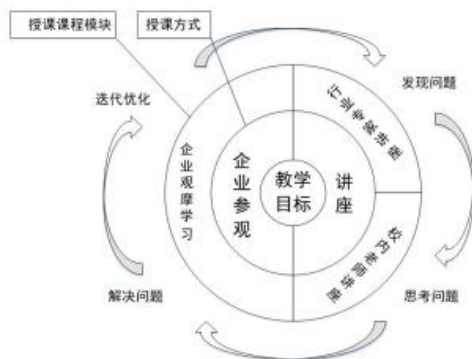 授课课程模块
授课方式
迭代优化
发现问题
行业专家讲座
企业观摩学习
企业参观
教学
目标
讲座
校内老师讲座
解决问题
思考问题